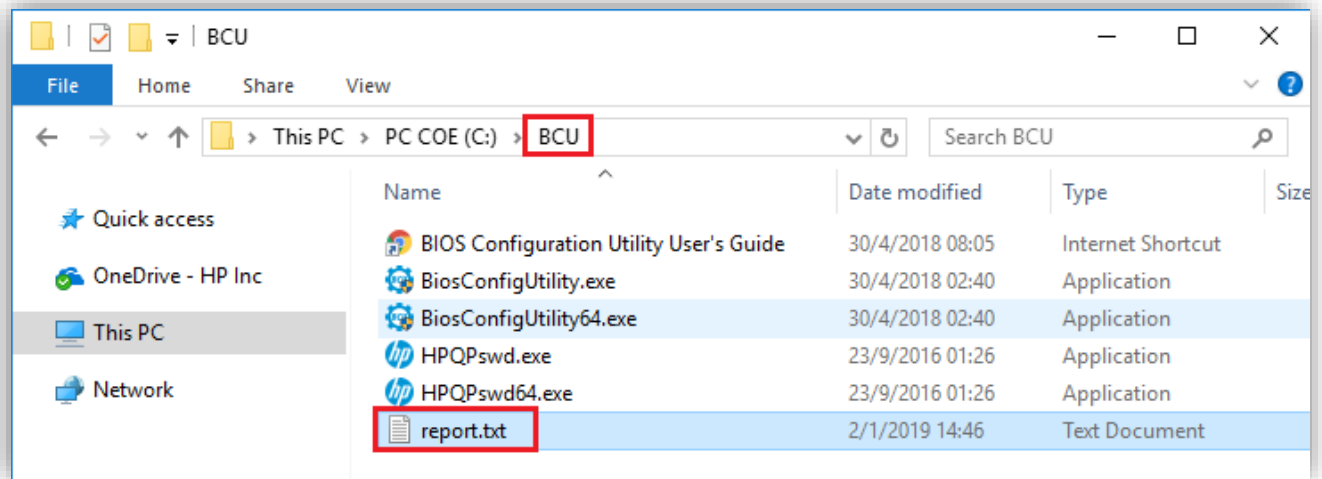 BCU
File Home Share View
This PC > PC COE (C:) > BCU Search BCU
Name Date modified Type Size
Quick access
OneDrive - HP Inc
This PC
Network
BIOS Configuration Utility User's Guide 30/4/2018 08:05 Internet Shortcut
BiosConfigUtility.exe 30/4/2018 02:40 Application
BiosConfigUtility64.exe 30/4/2018 02:40 Application
HPQPswd.exe 23/9/2016 01:26 Application
HPQPswd64.exe 23/9/2016 01:26 Application
report.txt 2/1/2019 14:46 Text Document